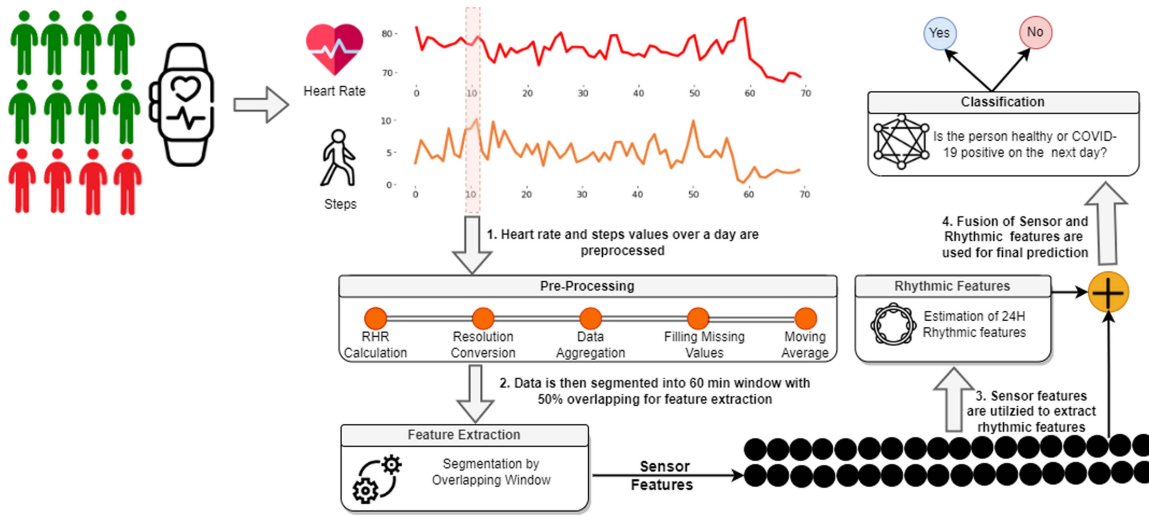 Heart Rate
80
70
0 10 20 30 40 50 60 70
Steps
10
5
0
0 10 20 30 40 50 60 70
1. Heart rate and steps values over a day are
preprocessed
Pre-Processing
RHR
Calculation
Resolution
Conversion
Data
Aggregation
Filling Missing
Values
Moving
Average
2. Data is then segmented into 60 min window with
50% overlapping for feature extraction
Feature Extraction
Segmentation by
Overlapping Window
Sensor
Features
3. Sensor features
are utilzied to extract
rhythmic features
Rhythmic Features
Estimation of 24H
Rhythmic features
4. Fusion of Sensor and
Rhythmic features are
used for final prediction
Classification
Is the person healthy or COVID-
19 positive on the next day?
Yes
No